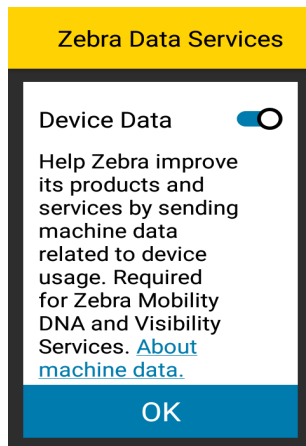 Zebra Data Services
Device Data
Help Zebra improve
its products and
services by sending
machine data
related to device
usage. Required
for Zebra Mobility
DNA and Visibility
Services. About
machine data.
OK